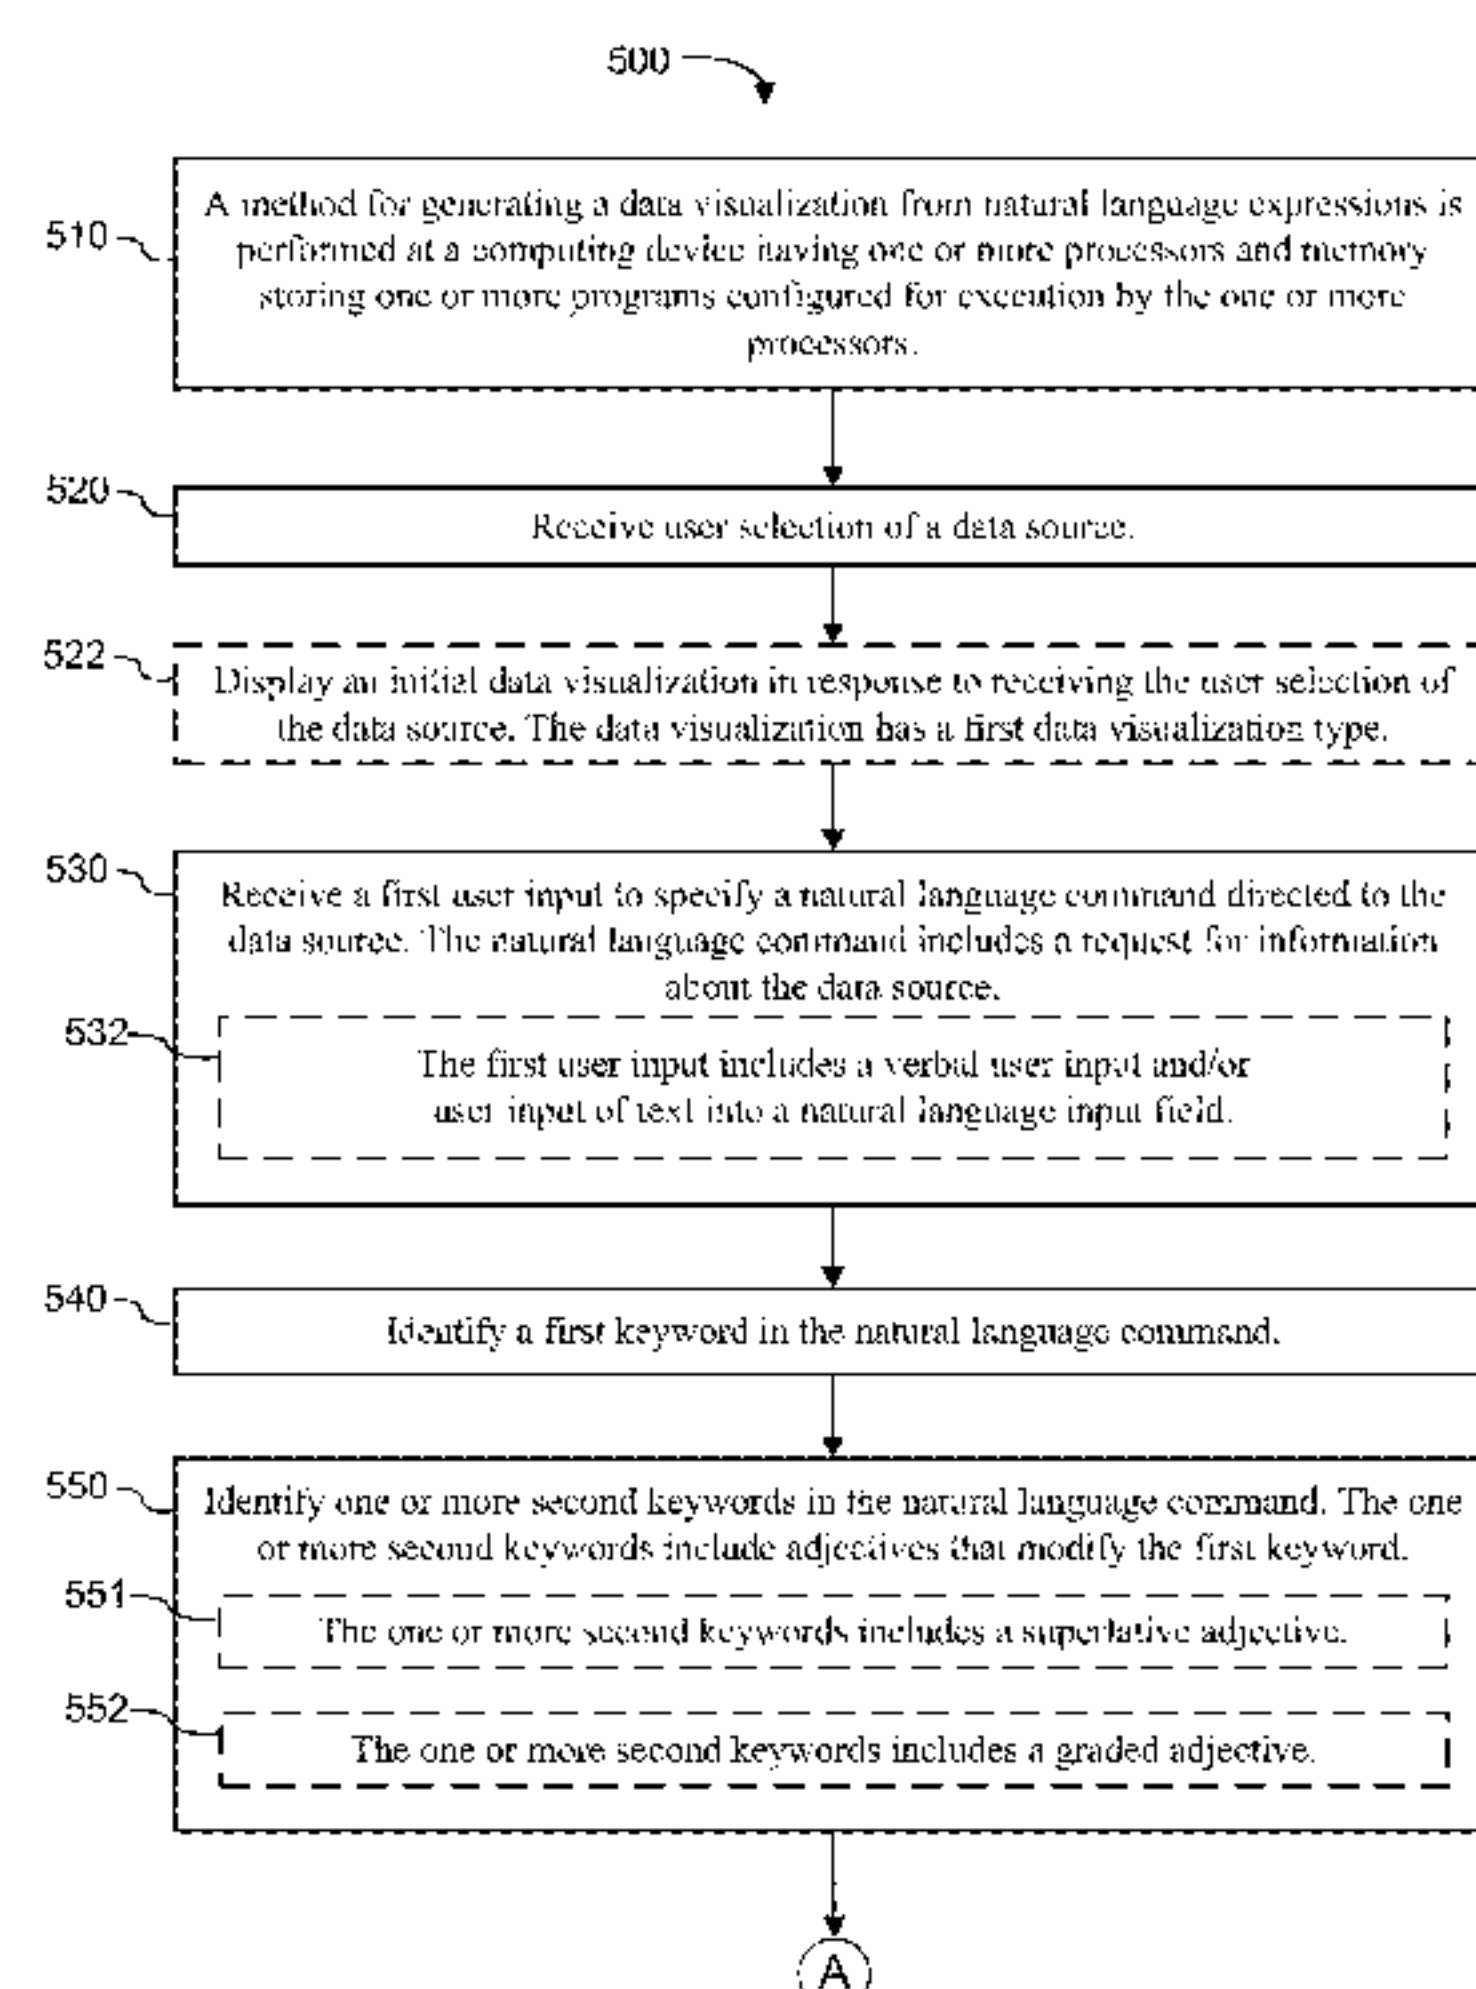 500
510
A method for generating a data visualization from natural language expressions is
performed at a computing device having one or more processors and memory
storing one or more programs configured for execution by the one or more
processors.
520
Receive user selection of a data source.
522
Display an initial data visualization in response to receiving the user selection of
the data source. The data visualization has a first data visualization type.
530
Receive a first user input to specify a natural language command directed to the
data source. The natural language command includes a request for information
about the data source.
532
The first user input includes a verbal user input and/or
user input of text into a natural language input field.
540
Identify a first keyword in the natural language command.
550
Identify one or more second keywords in the natural language command. The one
or more second keywords include adjectives that modify the first keyword.
551
The one or more second keywords includes a superlative adjective.
552
The one or more second keywords includes a graded adjective.
A